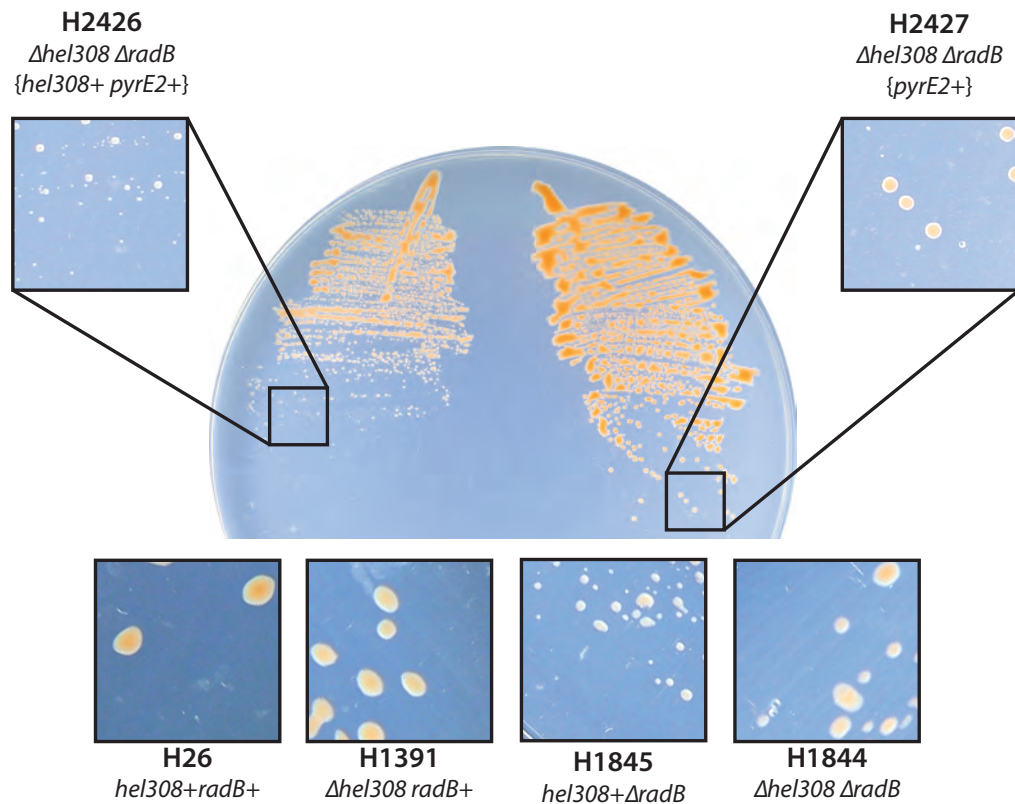 H2426
Δhel308 ΔradB
{hel308+ pyrE2+}
H2427
Δhel308 ΔradB
{pyrE2+}
H26
hel308+radB+
H1391
Δhel308 radB+
H1845
hel308+ΔradB
H1844
Δhel308 ΔradB